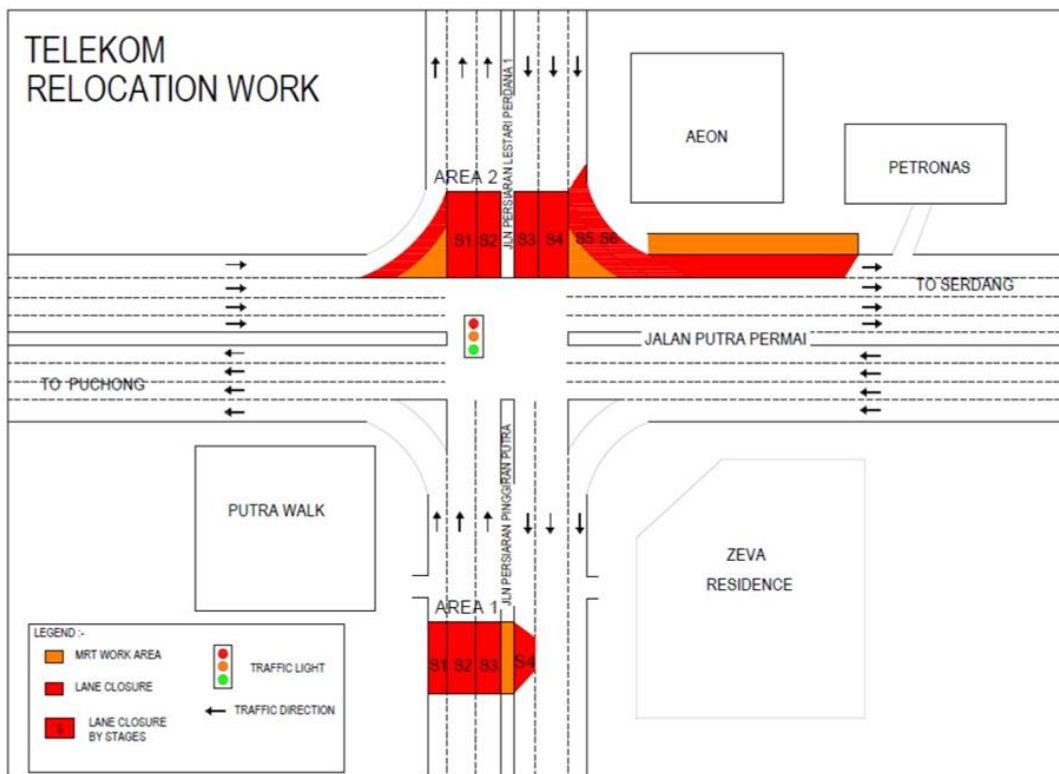 TELEKOM
RELOCATION WORK
JLN PERSIARAN LESTARI PERDANA 1
AEON
PETRONAS
AREA 2
S1
S2
S3
S4
S5
S6
TO SERDANG
JALAN PUTRA PERMAI
TO PUCHONG
JLN PERSIARAN PINGGIRAN PUTRA
PUTRA WALK
ZEVA
RESIDENCE
AREA 1
S1
S2
S3
S4
LEGEND :-
MRT WORK AREA
LANE CLOSURE
LANE CLOSURE
BY STAGES
TRAFFIC LIGHT
TRAFFIC DIRECTION